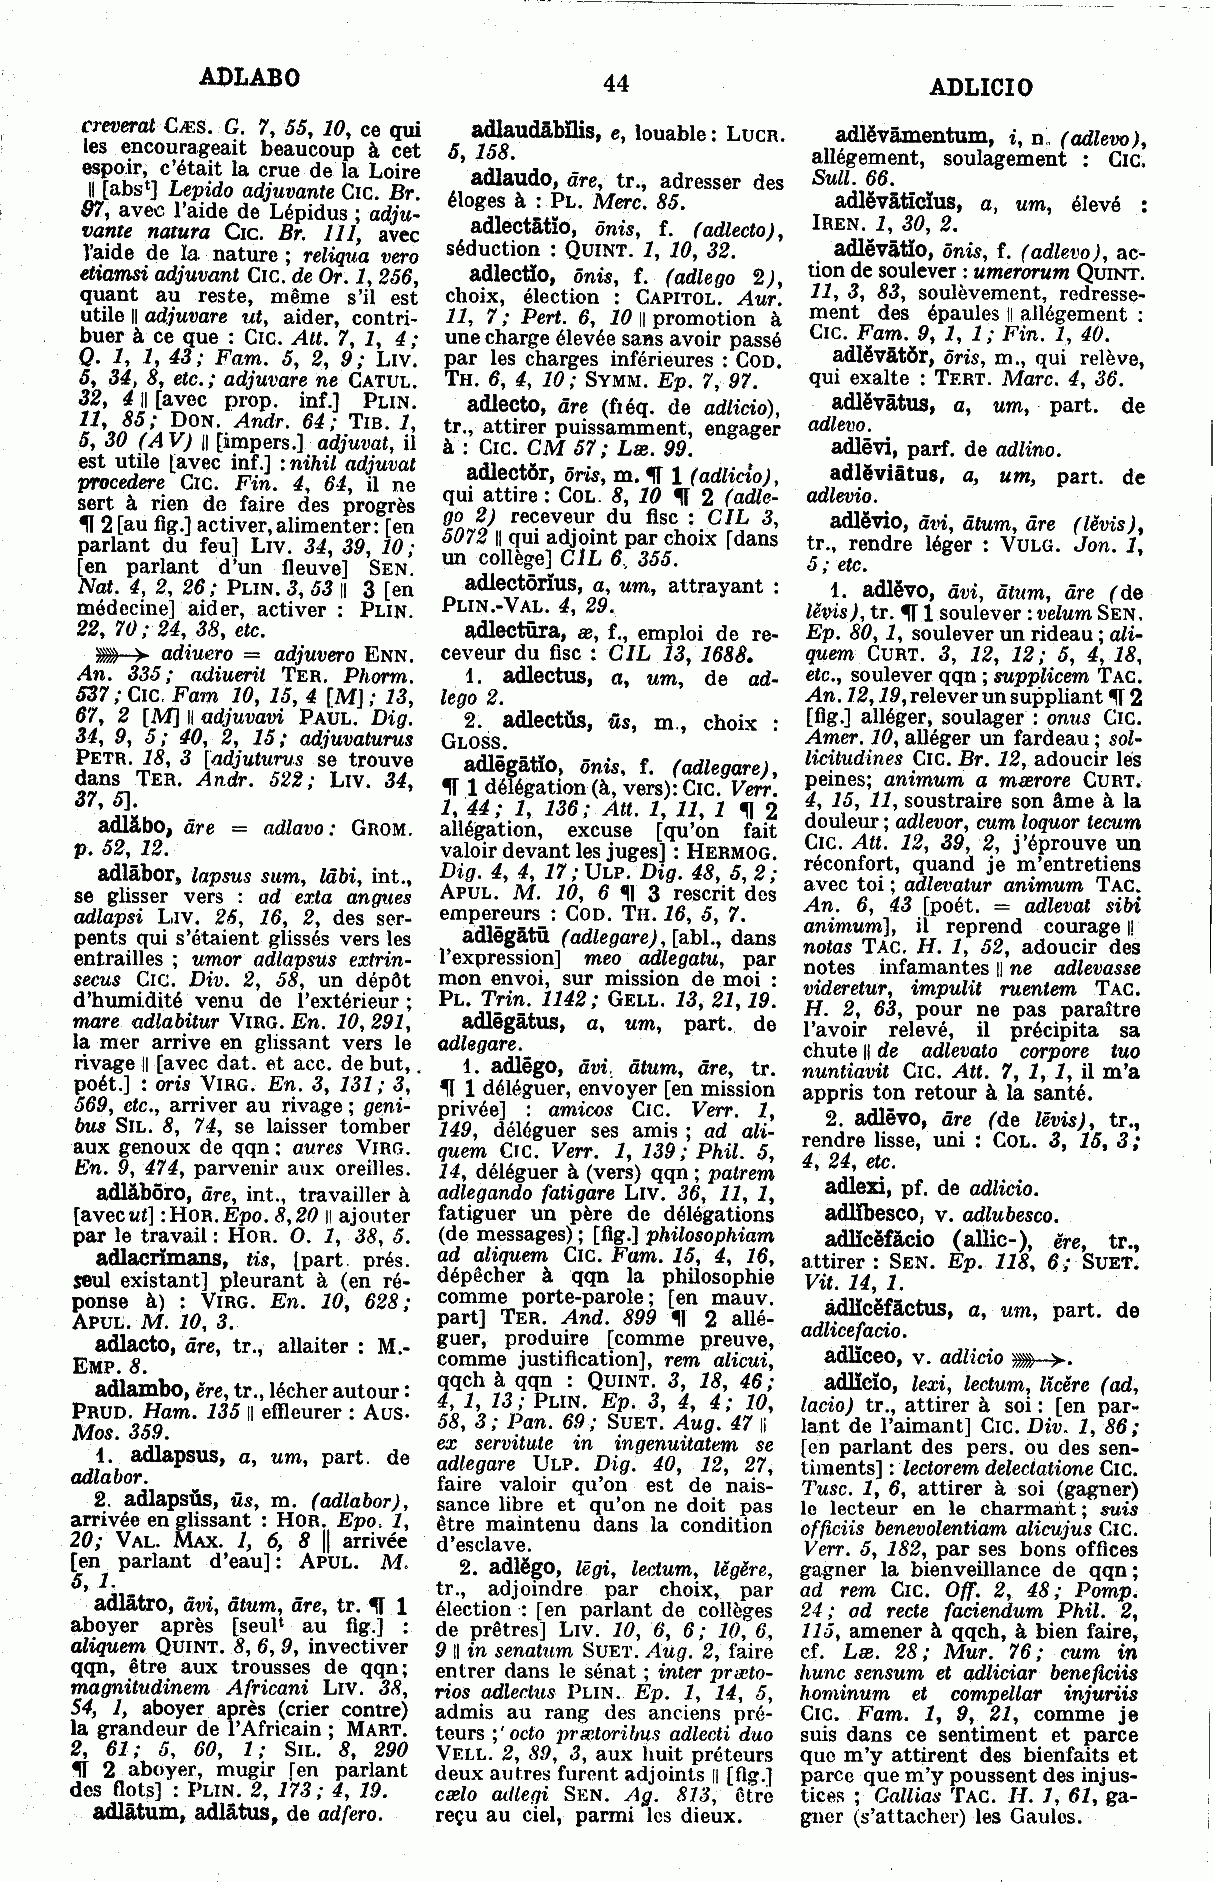 ADLABO
44
ADLICIO
creverat CÆS. G. 7, 55, 10, ce qui
les encourageait beaucoup à cet
espoir, c'était la crue de la Loire
|| [absᵗ] Lepido adjuvante CIC. Br.
97, avec l'aide de Lépidus ; adju-
vante natura CIC. Br. 111, avec
l'aide de la nature ; reliqua vero
etiamsi adjuvant CIC. de Or. 1, 256,
quant au reste, même s'il est
utile || adjuvare ut, aider, contri-
buer à ce que : CIC. Att. 7, 1, 4 ;
Q. 1, 1, 43 ; Fam. 5, 2, 9 ; LIV.
5, 34, 8, etc. ; adjuvare ne CATUL.
32, 4 || [avec prop. inf.] PLIN.
11, 85 ; DON. Andr. 64 ; TIB. 1,
5, 30 (AV) || [impers.] adjuvat, il
est utile [avec inf.] : nihil adjuvat
procedere CIC. Fin. 4, 64, il ne
sert à rien de faire des progrès
¶ 2 [au fig.] activer, alimenter : [en
parlant du feu] LIV. 34, 39, 10 ;
[en parlant d'un fleuve] SEN.
Nat. 4, 2, 26 ; PLIN. 3, 53 || 3 [en
médecine] aider, activer : PLIN.
22, 70 ; 24, 38, etc.
»»—> adiuero = adjuvero ENN.
An. 335 ; adiuerit TER. Phorm.
537 ; CIC. Fam 10, 15, 4 [M] ; 13,
67, 2 [M] || adjuvavi PAUL. Dig.
34, 9, 5 ; 40, 2, 15 ; adjuvaturus
PETR. 18, 3 [adjuturus se trouve
dans TER. Andr. 522 ; LIV. 34,
37, 5].
adlăbo, āre = adlavo : GROM.
p. 52, 12.
adlābor, lapsus sum, lābi, int.,
se glisser vers : ad exta angues
adlapsi LIV. 25, 16, 2, des ser-
pents qui s'étaient glissés vers les
entrailles ; umor adlapsus extrin-
secus CIC. Div. 2, 58, un dépôt
d'humidité venu de l'extérieur ;
mare adlabitur VIRG. En. 10, 291,
la mer arrive en glissant vers le
rivage || [avec dat. et acc. de but,
poét.] : oris VIRG. En. 3, 131 ; 3,
569, etc., arriver au rivage ; geni-
bus SIL. 8, 74, se laisser tomber
aux genoux de qqn ; aures VIRG.
En. 9, 474, parvenir aux oreilles.
adlăbōro, āre, int., travailler à
[avec ut] : HOR. Epo. 8, 20 || ajouter
par le travail : HOR. O. 1, 38, 5.
adlacrĭmans, tis, [part. prés.
seul existant] pleurant à (en ré-
ponse à) : VIRG. En. 10, 628 ;
APUL. M. 10, 3.
adlacto, āre, tr., allaiter : M.-
EMP. 8.
adlambo, ĕre, tr., lécher autour :
PRUD. Ham. 135 || effleurer : AUS.
Mos. 359.
1. adlapsus, a, um, part. de
adlabor.
2. adlapsŭs, ūs, m. (adlabor),
arrivée en glissant : HOR. Epo. 1,
20 ; VAL. MAX. 1, 6, 8 || arrivée
[en parlant d'eau] : APUL. M.
5, 1.
adlātro, āvi, ātum, āre, tr. ¶ 1
aboyer après [seulᵗ au fig.] :
aliquem QUINT. 8, 6, 9, invectiver
qqn, être aux trousses de qqn ;
magnitudinem Africani LIV. 38,
54, 1, aboyer après (crier contre)
la grandeur de l'Africain ; MART.
2, 61 ; 5, 60, 1 ; SIL. 8, 290
¶ 2 aboyer, mugir [en parlant
des flots] : PLIN. 2, 173 ; 4, 19.
adlātum, adlātus, de adfero.
adlaudābĭlis, e, louable : LUCR.
5, 158.
adlaudo, āre, tr., adresser des
éloges à : PL. Merc. 85.
adlectātĭo, ōnis, f. (adlecto),
séduction : QUINT. 1, 10, 32.
adlectĭo, ōnis, f. (adlego 2),
choix, élection : CAPITOL. Aur.
11, 7 ; Pert. 6, 10 || promotion à
une charge élevée sans avoir passé
par les charges inférieures : COD.
TH. 6, 4, 10 ; SYMM. Ep. 7, 97.
adlecto, āre (fréq. de adlicio),
tr., attirer puissamment, engager
à : CIC. CM 57 ; Læ. 99.
adlectŏr, ōris, m. ¶ 1 (adlicio),
qui attire : COL. 8, 10 ¶ 2 (adle-
go 2) receveur du fisc : CIL 3,
5072 || qui adjoint par choix [dans
un collège] CIL 6, 355.
adlectōrĭus, a, um, attrayant :
PLIN.-VAL. 4, 29.
adlectūra, æ, f., emploi de re-
ceveur du fisc : CIL 13, 1688.
1. adlectus, a, um, de ad-
lego 2.
2. adlectŭs, ūs, m., choix :
GLOSS.
adlēgātĭo, ōnis, f. (adlegare),
¶ 1 délégation (à, vers) : CIC. Verr.
1, 44 ; 1, 136 ; Att. 1, 11, 1 ¶ 2
allégation, excuse [qu'on fait
valoir devant les juges] : HERMOG.
Dig. 4, 4, 17 ; ULP. Dig. 48, 5, 2 ;
APUL. M. 10, 6 ¶ 3 rescrit des
empereurs : COD. TH. 16, 5, 7.
adlēgātū (adlegare), [abl., dans
l'expression] meo adlegatu, par
mon envoi, sur mission de moi :
PL. Trin. 1142 ; GELL. 13, 21, 19.
adlēgātus, a, um, part. de
adlegare.
1. adlēgo, āvi, ātum, āre, tr.
¶ 1 déléguer, envoyer [en mission
privée] : amicos CIC. Verr. 1,
149, déléguer ses amis ; ad ali-
quem CIC. Verr. 1, 139 ; Phil. 5,
14, déléguer à (vers) qqn ; patrem
adlegando fatigare LIV. 36, 11, 1,
fatiguer un père de délégations
(de messages) ; [fig.] philosophiam
ad aliquem CIC. Fam. 15, 4, 16,
dépêcher à qqn la philosophie
comme porte-parole ; [en mauv.
part] TER. And. 899 ¶ 2 allé-
guer, produire [comme preuve,
comme justification], rem alicui,
qqch à qqn : QUINT. 3, 18, 46 ;
4, 1, 13 ; PLIN. Ep. 3, 4, 4 ; 10,
58, 3 ; Pan. 69 ; SUET. Aug. 47 ||
ex servitute in ingenuitatem se
adlegare ULP. Dig. 40, 12, 27,
faire valoir qu'on est de nais-
sance libre et qu'on ne doit pas
être maintenu dans la condition
d'esclave.
2. adlĕgo, lēgi, lectum, lĕgĕre,
tr., adjoindre par choix, par
élection : [en parlant de collèges
de prêtres] LIV. 10, 6, 6 ; 10, 6,
9 || in senatum SUET. Aug. 2, faire
entrer dans le sénat ; inter præto-
rios adlectus PLIN. Ep. 1, 14, 5,
admis au rang des anciens pré-
teurs ; octo prætoribus adlecti duo
VELL. 2, 89, 3, aux huit préteurs
deux autres furent adjoints || [fig.]
cælo adlegi SEN. Ag. 813, être
reçu au ciel, parmi les dieux.
adlĕvāmentum, i, n. (adlevo),
allégement, soulagement : CIC.
Sull. 66.
adlĕvātīcĭus, a, um, élevé :
IREN. 1, 30, 2.
adlĕvātĭo, ōnis, f. (adlevo), ac-
tion de soulever : umerorum QUINT.
11, 3, 83, soulèvement, redresse-
ment des épaules || allégement :
CIC. Fam. 9, 1, 1 ; Fin. 1, 40.
adlĕvātŏr, ōris, m., qui relève,
qui exalte : TERT. Marc. 4, 36.
adlĕvātus, a, um, part. de
adlevo.
adlēvi, parf. de adlino.
adlĕviātus, a, um, part. de
adlevio.
adlĕvio, āvi, ātum, āre (lĕvis),
tr., rendre léger : VULG. Jon. 1,
5 ; etc.
1. adlĕvo, āvi, ātum, āre (de
lĕvis), tr. ¶ 1 soulever : velum SEN.
Ep. 80, 1, soulever un rideau ; ali-
quem CURT. 3, 12, 12 ; 5, 4, 18,
etc., soulever qqn ; supplicem TAC.
An. 12, 19, relever un suppliant ¶ 2
[fig.] alléger, soulager : onus CIC.
Amer. 10, alléger un fardeau ; sol-
licitudines CIC. Br. 12, adoucir les
peines ; animum a mærore CURT.
4, 15, 11, soustraire son âme à la
douleur ; adlevor, cum loquor tecum
CIC. Att. 12, 39, 2, j'éprouve un
réconfort, quand je m'entretiens
avec toi ; adlevatur animum TAC.
An. 6, 43 [poét. = adlevat sibi
animum], il reprend courage ||
notas TAC. H. 1, 52, adoucir des
notes infamantes || ne adlevasse
videretur, impulit ruentem TAC.
H. 2, 63, pour ne pas paraître
l'avoir relevé, il précipita sa
chute || de adlevato corpore tuo
nuntiavit CIC. Att. 7, 1, 1, il m'a
appris ton retour à la santé.
2. adlēvo, āre (de lēvis), tr.,
rendre lisse, uni : COL. 3, 15, 3 ;
4, 24, etc.
adlexi, pf. de adlicio.
adlĭbesco, v. adlubesco.
adlĭcĕfăcio (allic-), ĕre, tr.,
attirer : SEN. Ep. 118, 6 ; SUET.
Vit. 14, 1.
adlĭcĕfăctus, a, um, part. de
adlicefacio.
adlĭceo, v. adlicio »»—>.
adlĭcĭo, lexi, lectum, lĭcĕre (ad,
lacio) tr., attirer à soi : [en par-
lant de l'aimant] CIC. Div. 1, 86 ;
[en parlant des pers. ou des sen-
timents] : lectorem delectatione CIC.
Tusc. 1, 6, attirer à soi (gagner)
le lecteur en le charmant ; suis
officiis benevolentiam alicujus CIC.
Verr. 5, 182, par ses bons offices
gagner la bienveillance de qqn ;
ad rem CIC. Off. 2, 48 ; Pomp.
24 ; ad recte faciendum Phil. 2,
115, amener à qqch, à bien faire,
cf. Læ. 28 ; Mur. 76 ; cum in
hunc sensum et adliciar beneficiis
hominum et compellar injuriis
CIC. Fam. 1, 9, 21, comme je
suis dans ce sentiment et parce
que m'y attirent des bienfaits et
parce que m'y poussent des injus-
tices ; Gallias TAC. H. 1, 61, ga-
gner (s'attacher) les Gaules.